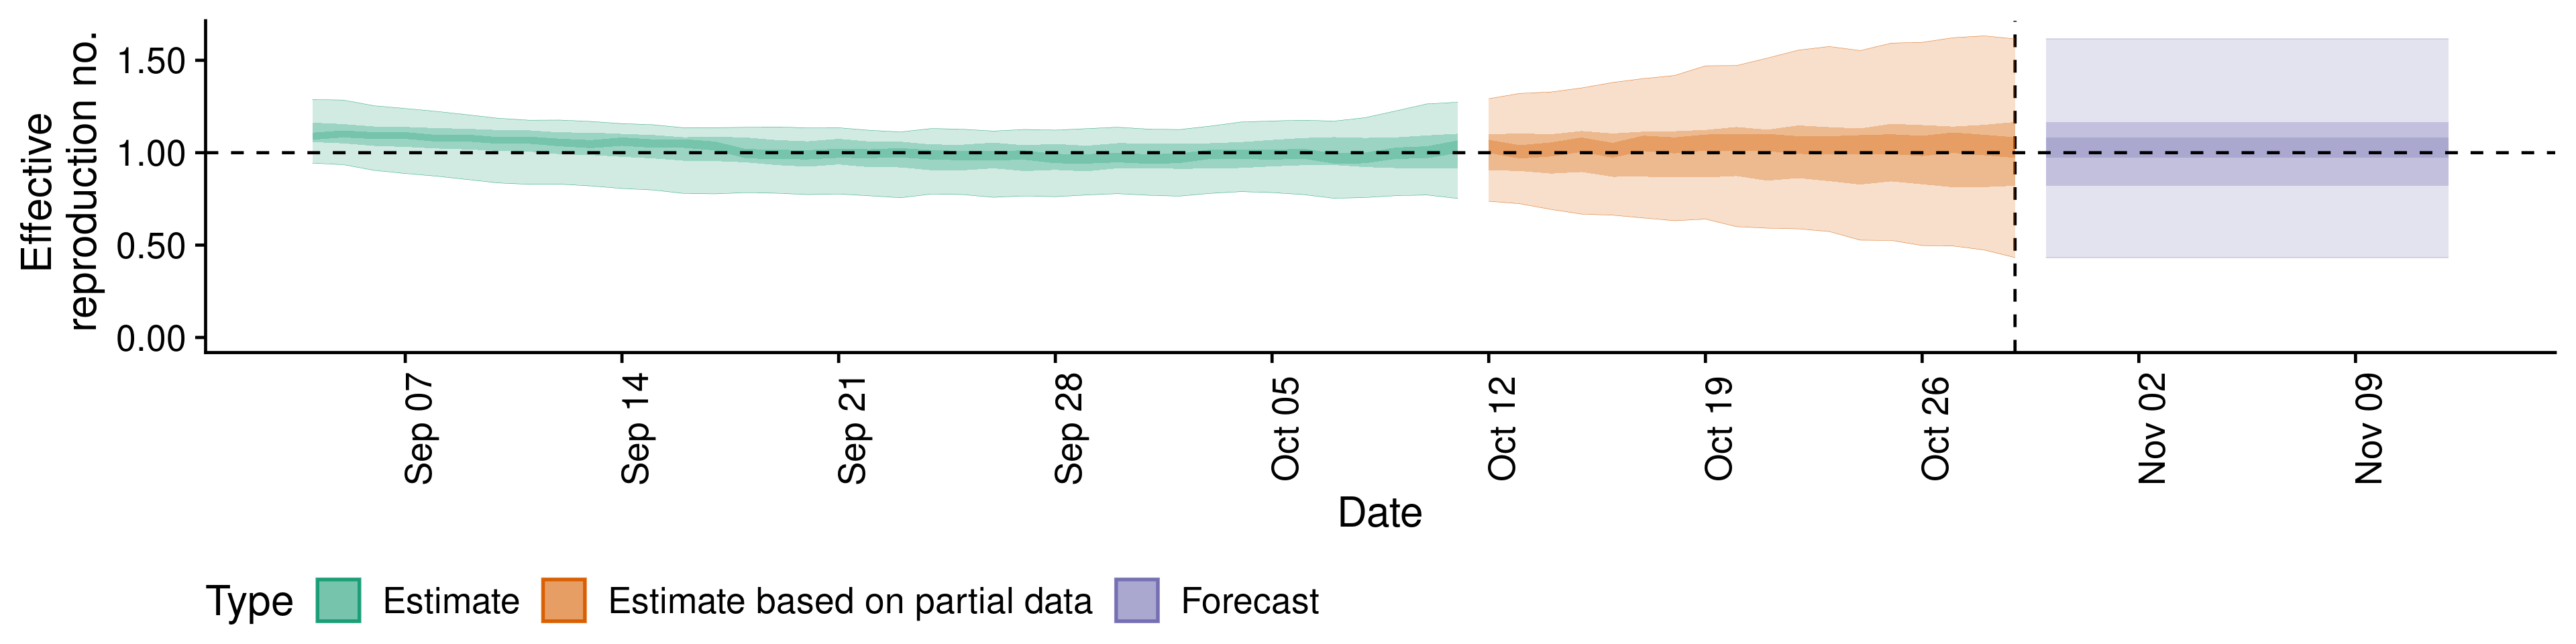 Effective
reproduction no.
1.50
1.00
0.50
0.00
Sep 07
Sep 14
Sep 21
Sep 28
Oct 05
Oct 12
Oct 19
Oct 26
Nov 02
Nov 09
Date
Type Estimate Estimate based on partial data Forecast